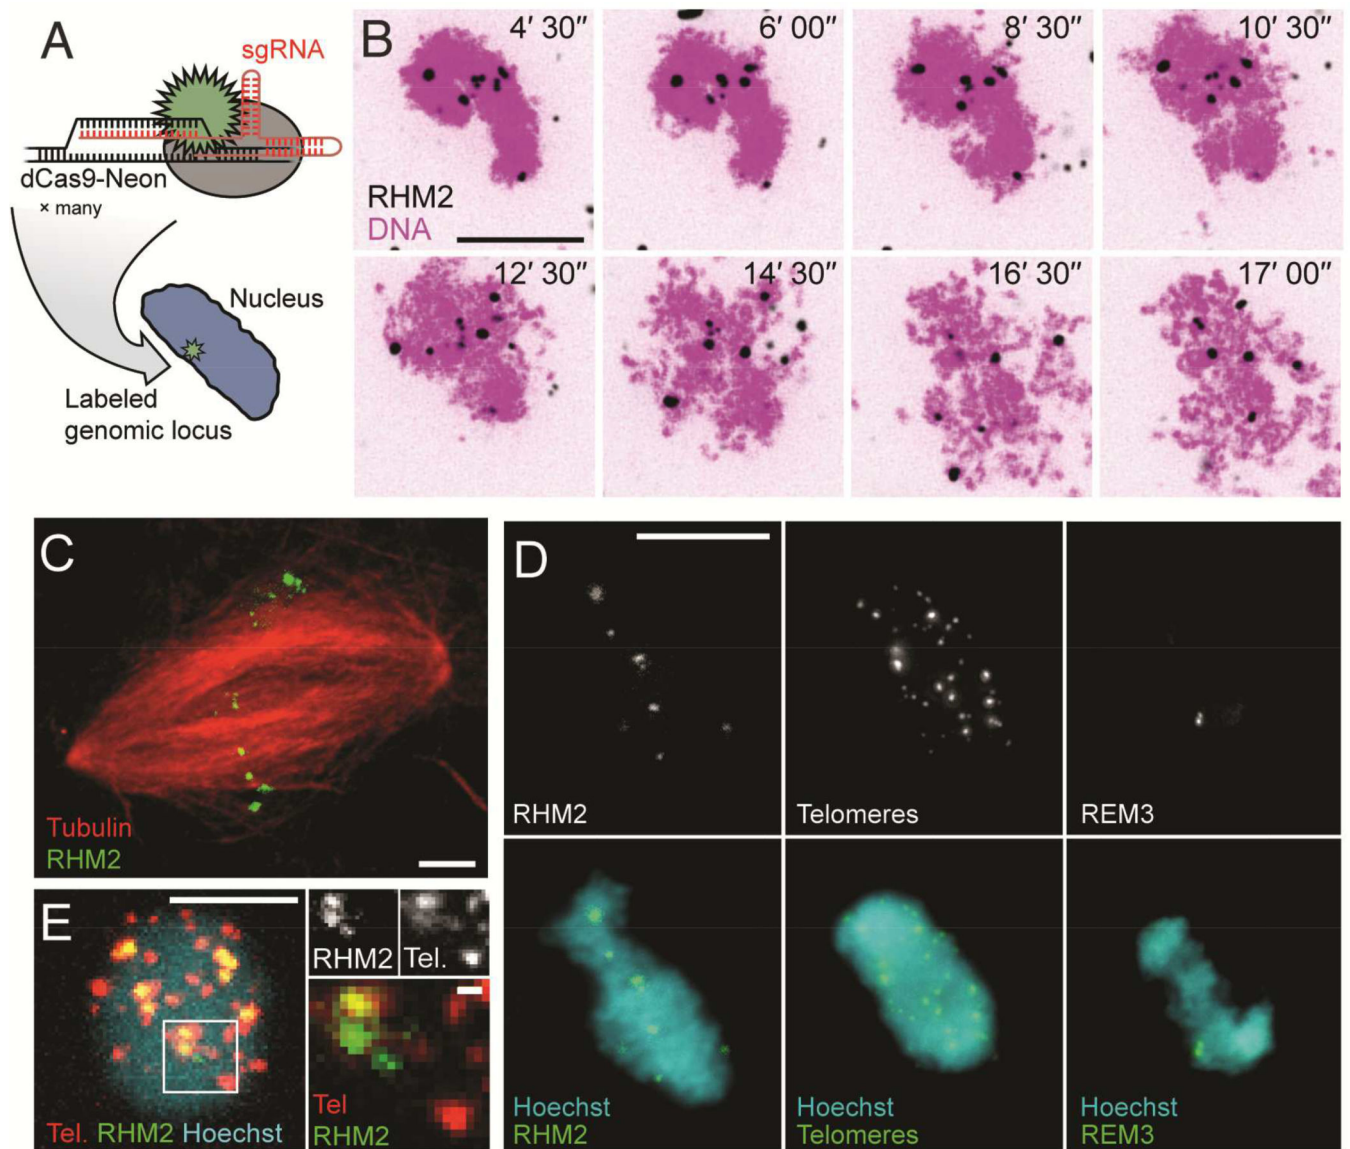 A
sgRNA
dCas9-Neon
× many
Nucleus
Labeled
genomic locus
B
4′ 30″
6′ 00″
8′ 30″
10′ 30″
RHM2
DNA
12′ 30″
14′ 30″
16′ 30″
17′ 00″
C
Tubulin
RHM2
D
RHM2
Telomeres
REM3
Hoechst
RHM2
Hoechst
Telomeres
Hoechst
REM3
E
Tel. RHM2 Hoechst
RHM2
Tel.
Tel
RHM2